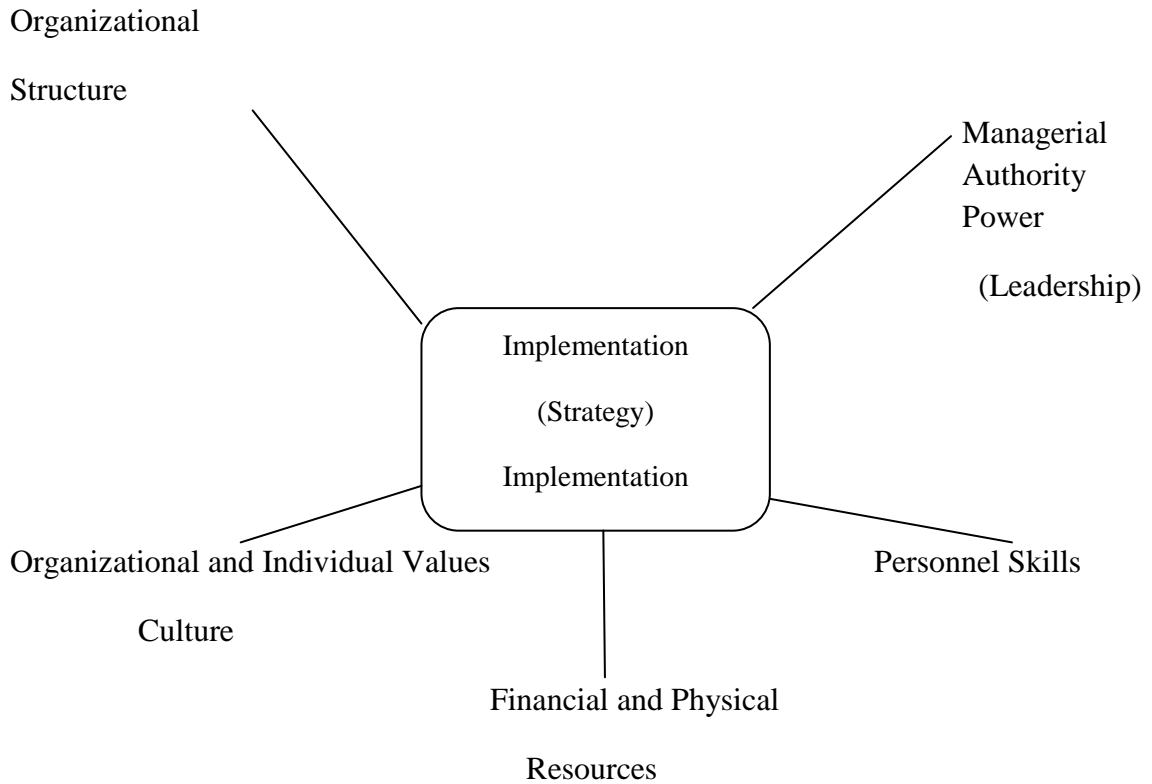 Organizational
Structure
Managerial
Authority
Power
(Leadership)
Implementation
(Strategy)
Implementation
Organizational and Individual Values
Culture
Personnel Skills
Financial and Physical
Resources